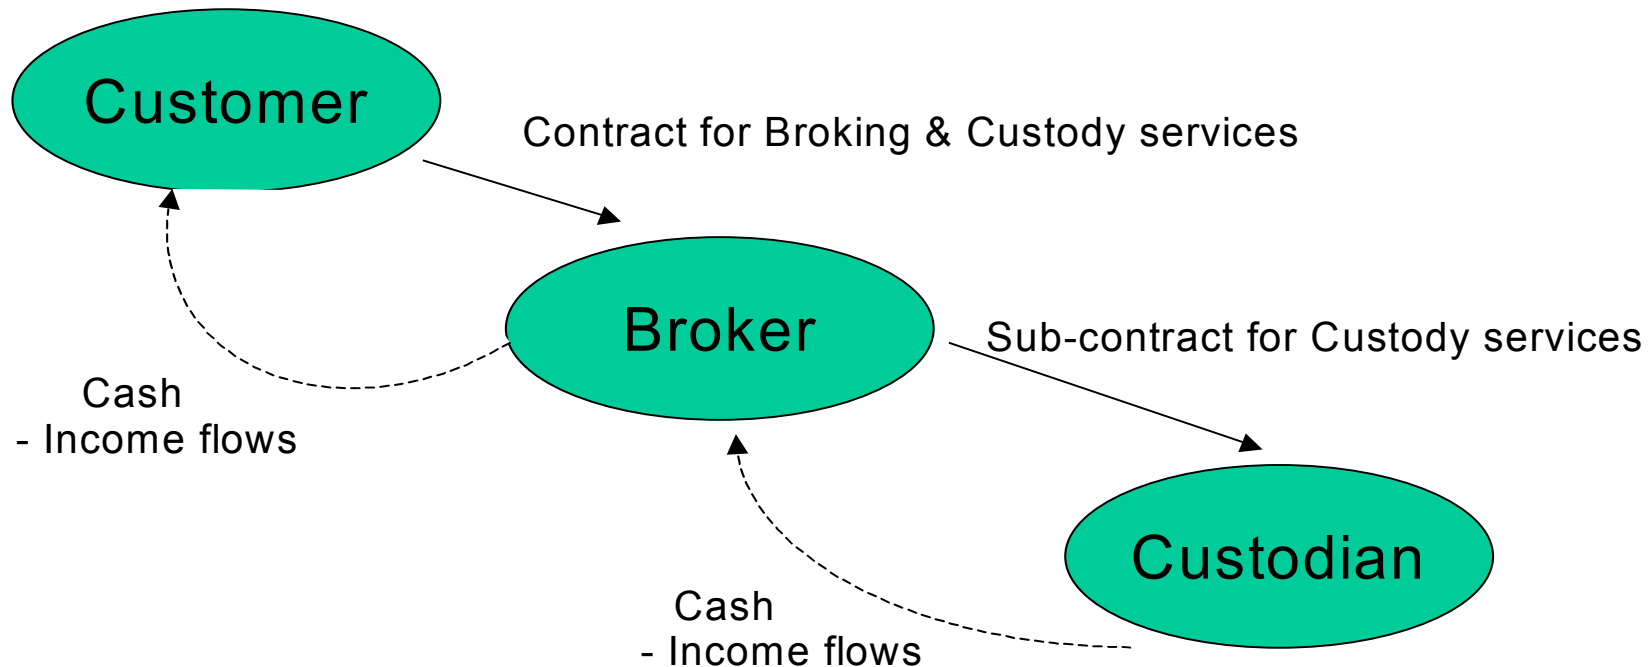 Customer
Contract for Broking & Custody services
Broker
Sub-contract for Custody services
Cash
- Income flows
Custodian
Cash
- Income flows